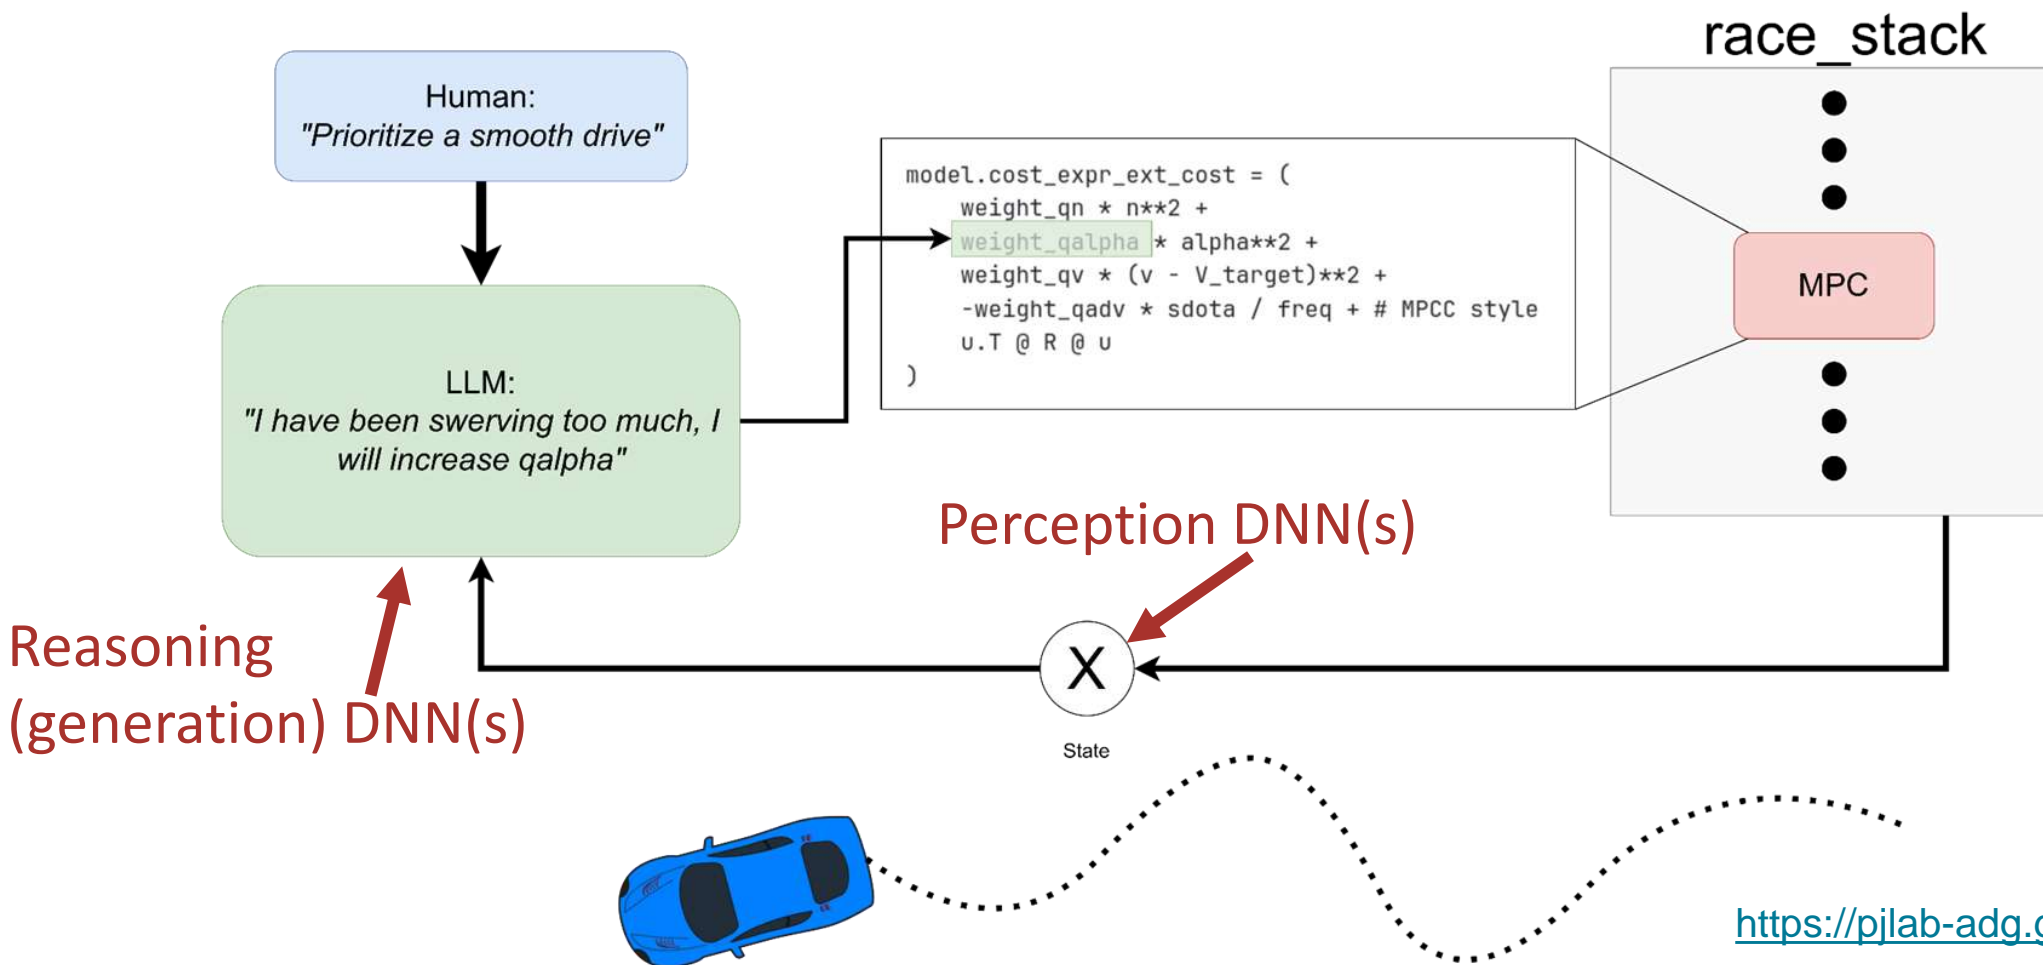 race_stack
Human:
"Prioritize a smooth drive"
model.cost_expr_ext_cost = (
weight_qn * n**2 +
weight_qalpha * alpha**2 +
weight_qv * (v - V_target)**2 +
-weight_qadv * sdota / freq + # MPCC style
u.T @ R @ u
)
MPC
LLM:
"I have been swerving too much, I
will increase qalpha"
Perception DNN(s)
Reasoning
(generation) DNN(s)
X
State
https://pjlab-adg.g